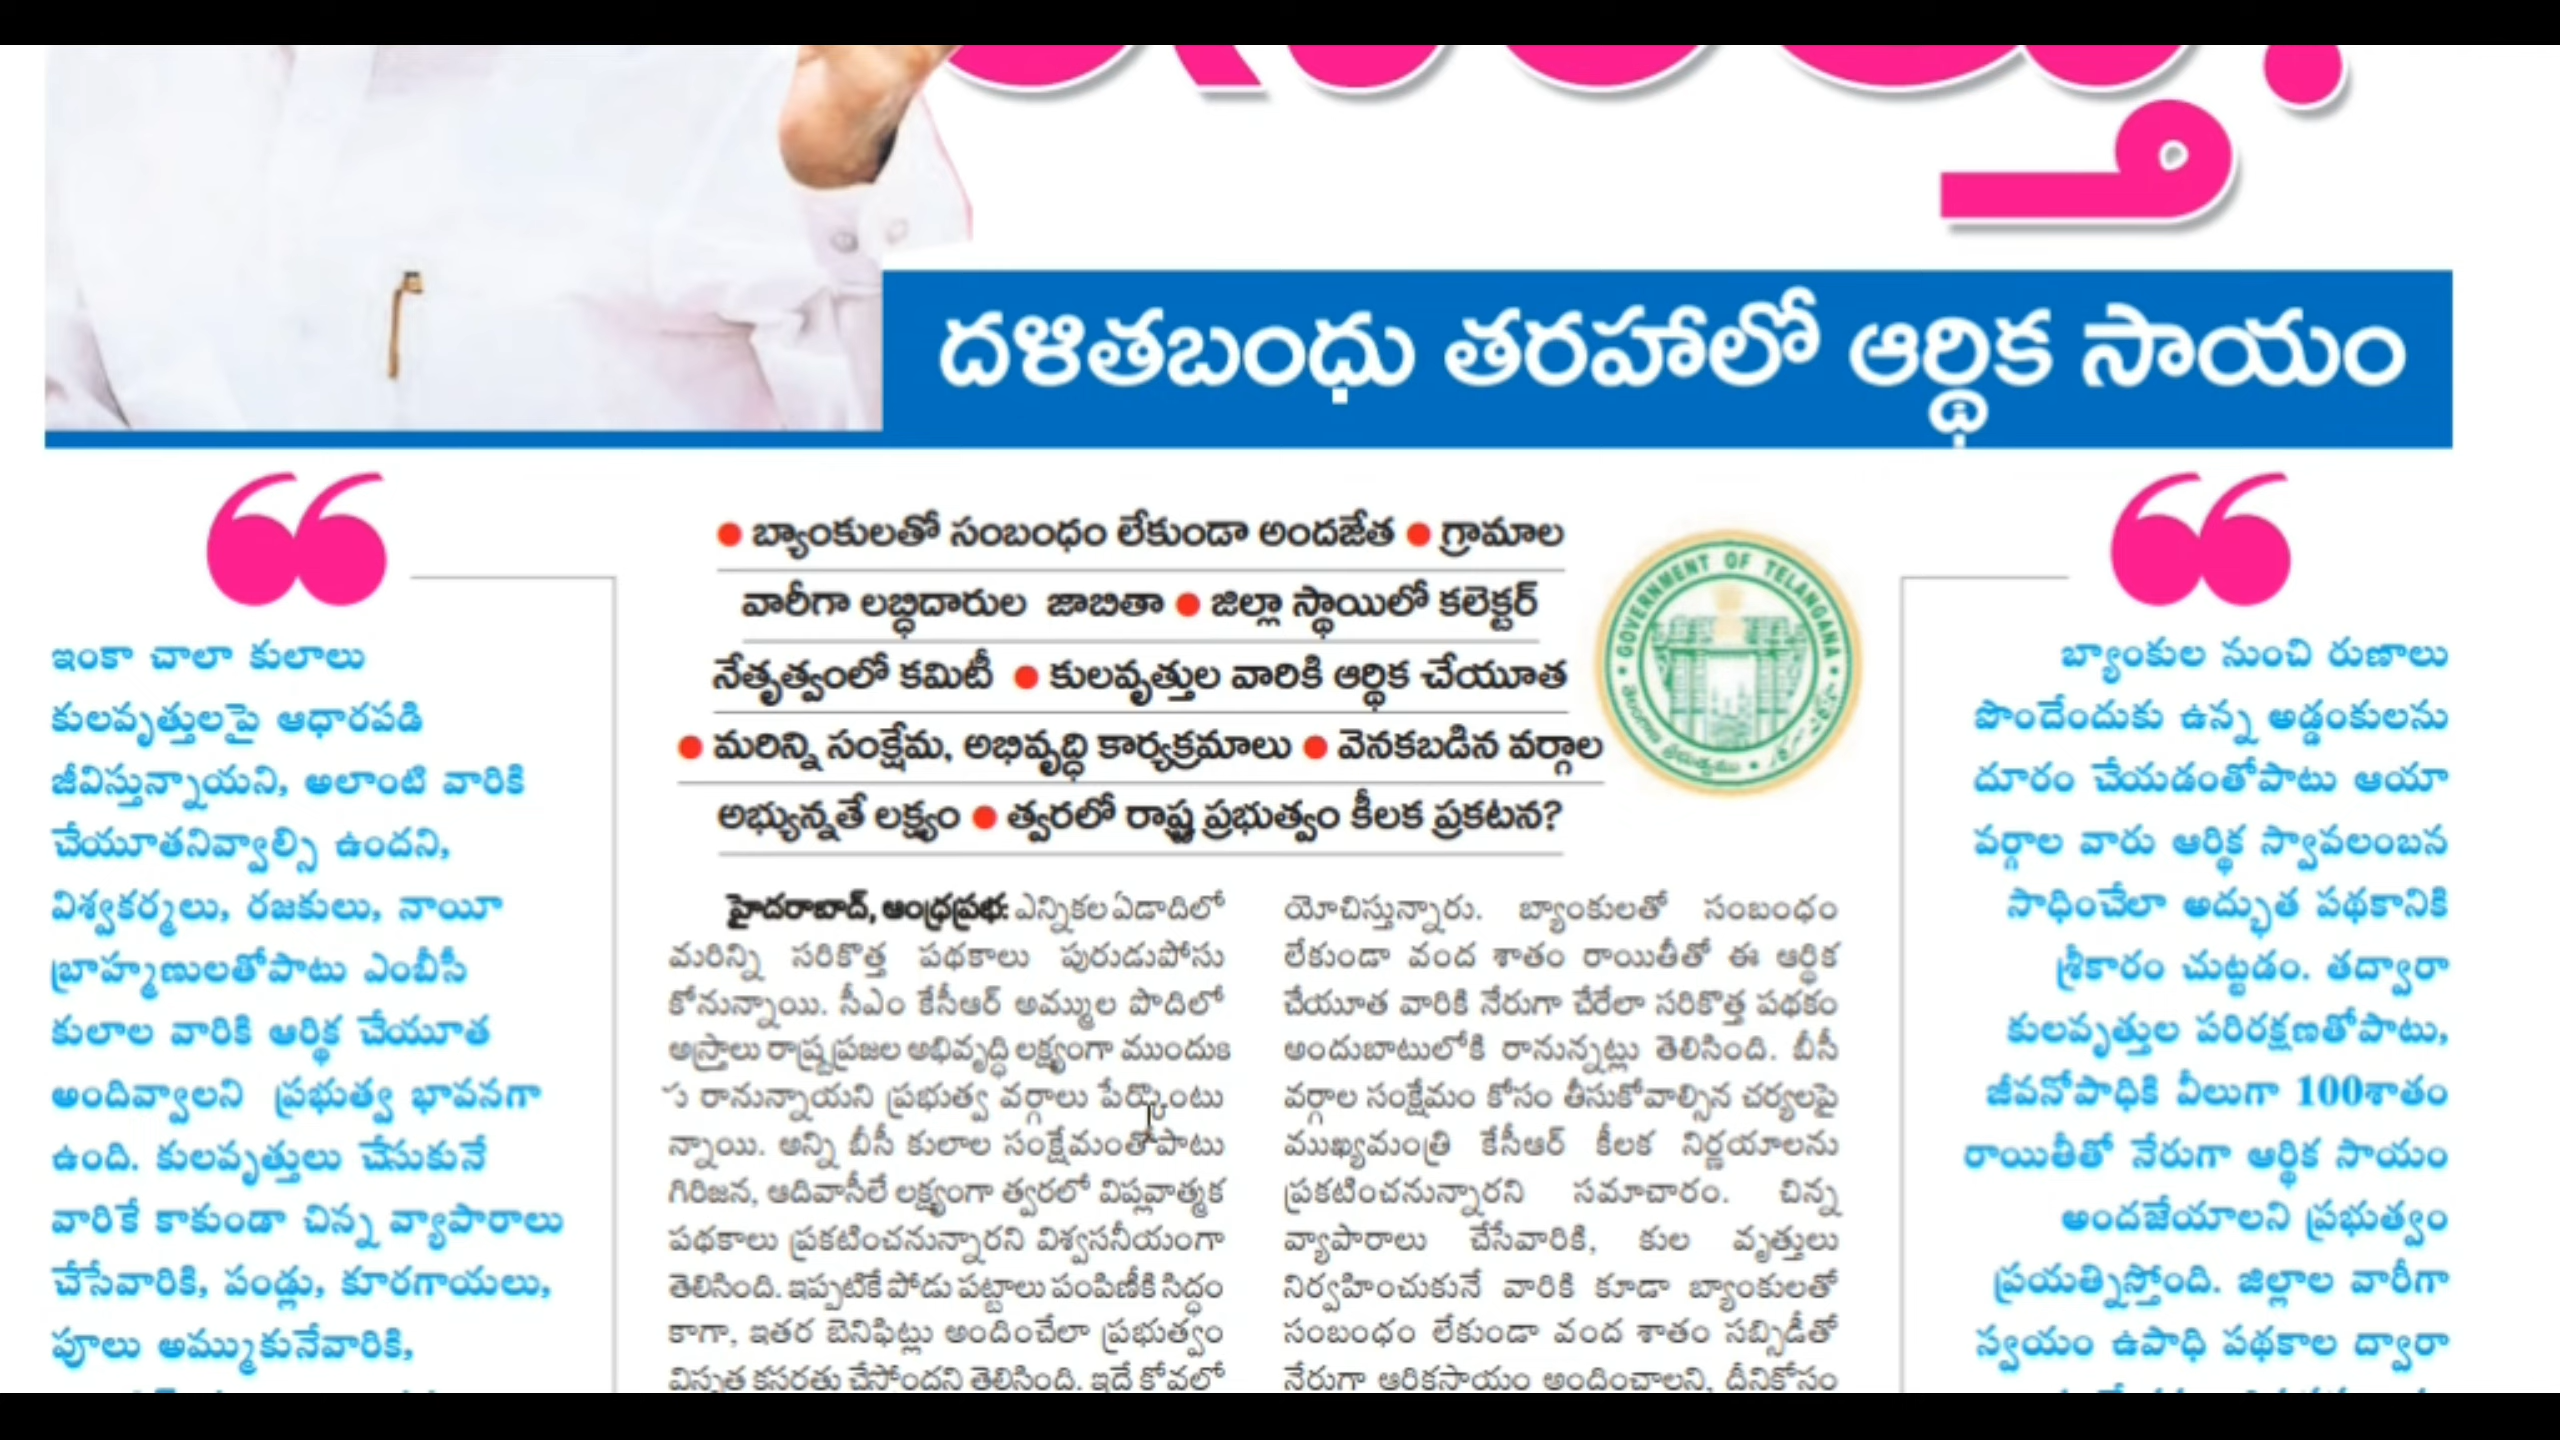 దళితబంధు తరహాలో ఆర్థిక సాయం
● బ్యాంకులతో సంబంధం లేకుండా అందజేత ● గ్రామాల
వారీగా లబ్ధిదారుల జాబితా ● జిల్లా స్థాయిలో కలెక్టర్
నేతృత్వంలో కమిటీ ● కులవృత్తుల వారికి ఆర్థిక చేయూత
● మరిన్ని సంక్షేమ, అభివృద్ధి కార్యక్రమాలు ● వెనకబడిన వర్గాల
అభ్యున్నతే లక్ష్యం ● త్వరలో రాష్ట్ర ప్రభుత్వం కీలక ప్రకటన?
GOVERNMENT OF TELANGANA
ఇంకా చాలా కులాలు
కులవృత్తులపై ఆధారపడి
జీవిస్తున్నాయని, అలాంటి వారికి
చేయూతనివ్వాల్సి ఉందని,
విశ్వకర్మలు, రజకులు, నాయీ
బ్రాహ్మణులతోపాటు ఎంబీసీ
కులాల వారికి ఆర్థిక చేయూత
అందివ్వాలని ప్రభుత్వ భావనగా
ఉంది. కులవృత్తులు చేసుకునే
వారికే కాకుండా చిన్న వ్యాపారాలు
చేసేవారికి, పండ్లు, కూరగాయలు,
పూలు అమ్ముకునేవారికి,
హైదరాబాద్, ఆంధ్రప్రభ: ఎన్నికల ఏడాదిలో
మరిన్ని సరికొత్త పథకాలు పురుడుపోసు
కోనున్నాయి. సీఎం కేసీఆర్ అమ్ముల పొదిలో
అస్త్రాలు రాష్ట్రప్రజల అభివృద్ధి లక్ష్యంగా ముందుకు
రానున్నాయని ప్రభుత్వ వర్గాలు పేర్కొంటు
న్నాయి. అన్ని బీసీ కులాల సంక్షేమంతోపాటు
గిరిజన, ఆదివాసీలే లక్ష్యంగా త్వరలో విప్లవాత్మక
పథకాలు ప్రకటించనున్నారని విశ్వసనీయంగా
తెలిసింది. ఇప్పటికే పోడు పట్టాలు పంపిణీకి సిద్ధం
కాగా, ఇతర బెనిఫిట్లు అందించేలా ప్రభుత్వం
విస్తృత కసరత్తు చేస్తోందని తెలిసింది. ఇదే కోవలో
యోచిస్తున్నారు. బ్యాంకులతో సంబంధం
లేకుండా వంద శాతం రాయితీతో ఈ ఆర్థిక
చేయూత వారికి నేరుగా చేరేలా సరికొత్త పథకం
అందుబాటులోకి రానున్నట్లు తెలిసింది. బీసీ
వర్గాల సంక్షేమం కోసం తీసుకోవాల్సిన చర్యలపై
ముఖ్యమంత్రి కేసీఆర్ కీలక నిర్ణయాలను
ప్రకటించనున్నారని సమాచారం. చిన్న
వ్యాపారాలు చేసేవారికి, కుల వృత్తులు
నిర్వహించుకునే వారికి కూడా బ్యాంకులతో
సంబంధం లేకుండా వంద శాతం సబ్సిడీతో
నేరుగా ఆర్థికసాయం అందించాలని, దీనికోసం
బ్యాంకుల నుంచి రుణాలు
పొందేందుకు ఉన్న అడ్డంకులను
దూరం చేయడంతోపాటు ఆయా
వర్గాల వారు ఆర్థిక స్వావలంబన
సాధించేలా అద్భుత పథకానికి
శ్రీకారం చుట్టడం. తద్వారా
కులవృత్తుల పరిరక్షణతోపాటు,
జీవనోపాధికి వీలుగా 100శాతం
రాయితీతో నేరుగా ఆర్థిక సాయం
అందజేయాలని ప్రభుత్వం
ప్రయత్నిస్తోంది. జిల్లాల వారీగా
స్వయం ఉపాధి పథకాల ద్వారా